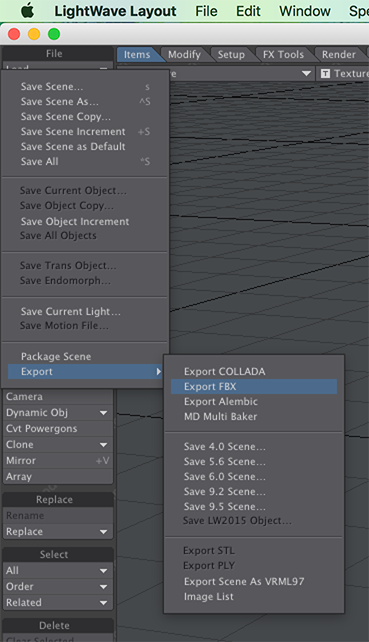 LightWave Layout File Edit Window Spe
File
Items Modify Setup FX Tools Render
Texture
Save Scene... s
Save Scene As... ^S
Save Scene Copy...
Save Scene Increment +S
Save Scene as Default
Save All *S
Save Current Object...
Save Object Copy...
Save Object Increment
Save All Objects
Save Trans Object...
Save Endomorph...
Save Current Light...
Save Motion File...
Package Scene
Export
Export COLLADA
Export FBX
Export Alembic
MD Multi Baker
Save 4.0 Scene...
Save 5.6 Scene...
Save 6.0 Scene...
Save 9.2 Scene...
Save 9.5 Scene...
Save LW2015 Object...
Export STL
Export PLY
Export Scene As VRML97
Image List
Camera
Dynamic Obj
Cvt Powergons
Clone
Mirror +V
Array
Replace
Rename
Replace
Select
All
Order
Related
Delete
Clear Selected